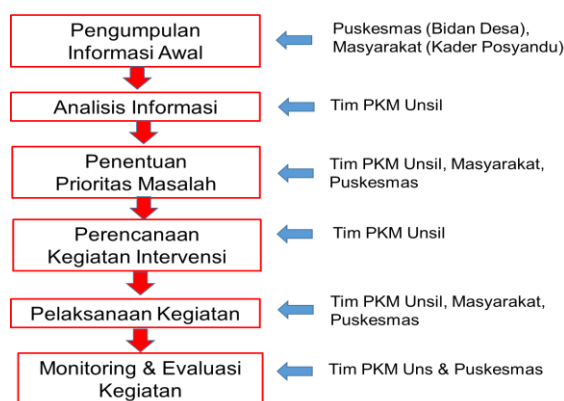 Pengumpulan
Informasi Awal
Puskesmas (Bidan Desa),
Masyarakat (Kader Posyandu)
Analisis Informasi
Tim PKM Unsil
Penentuan
Prioritas Masalah
Tim PKM Unsil, Masyarakat,
Puskesmas
Perencanaan
Kegiatan Intervensi
Tim PKM Unsil
Pelaksanaan Kegiatan
Tim PKM Unsil, Masyarakat,
Puskesmas
Monitoring & Evaluasi
Kegiatan
Tim PKM Uns & Puskesmas